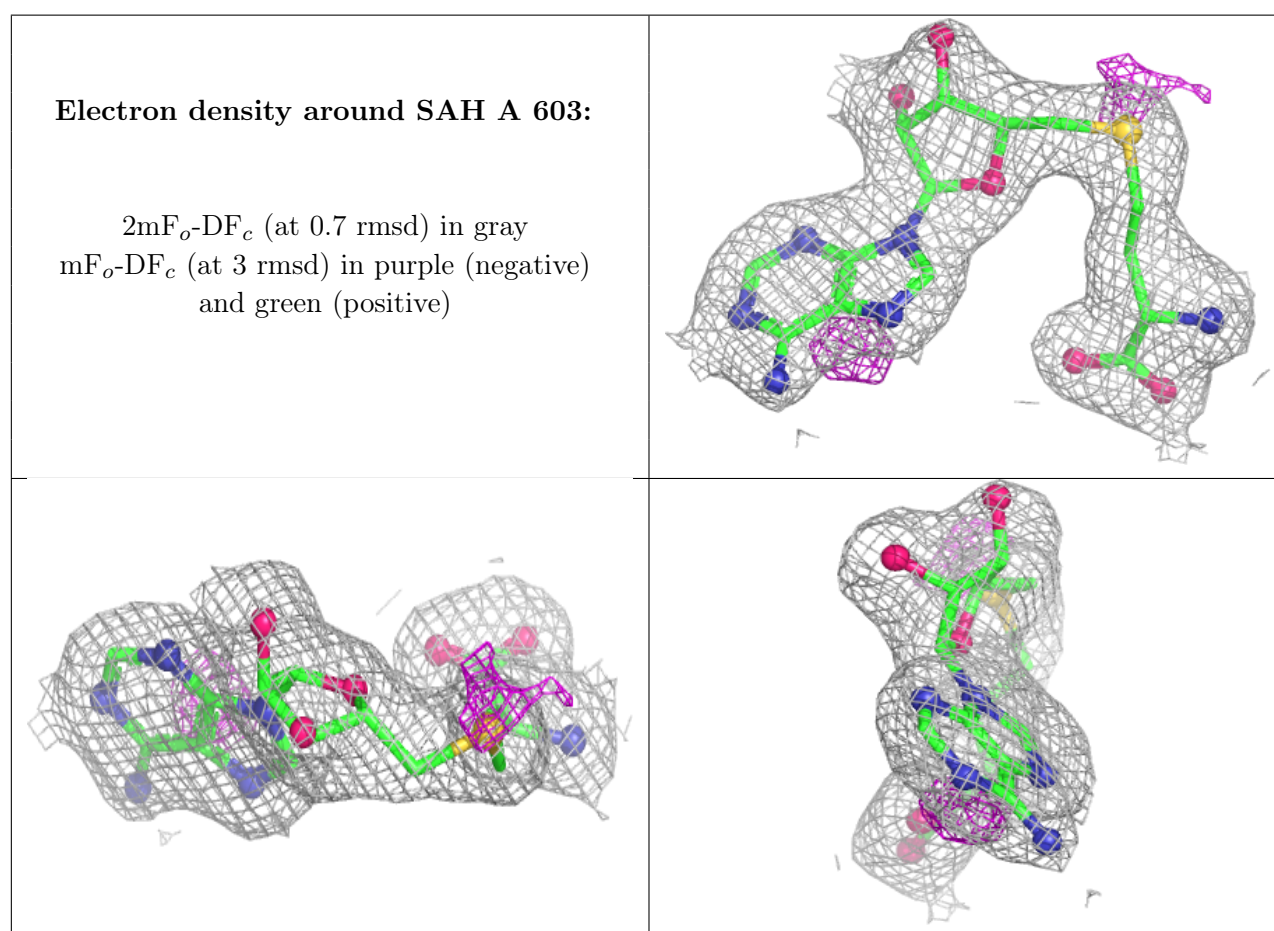 Electron density around SAH A 603:
2mFo-DFc (at 0.7 rmsd) in gray
mFo-DFc (at 3 rmsd) in purple (negative)
and green (positive)